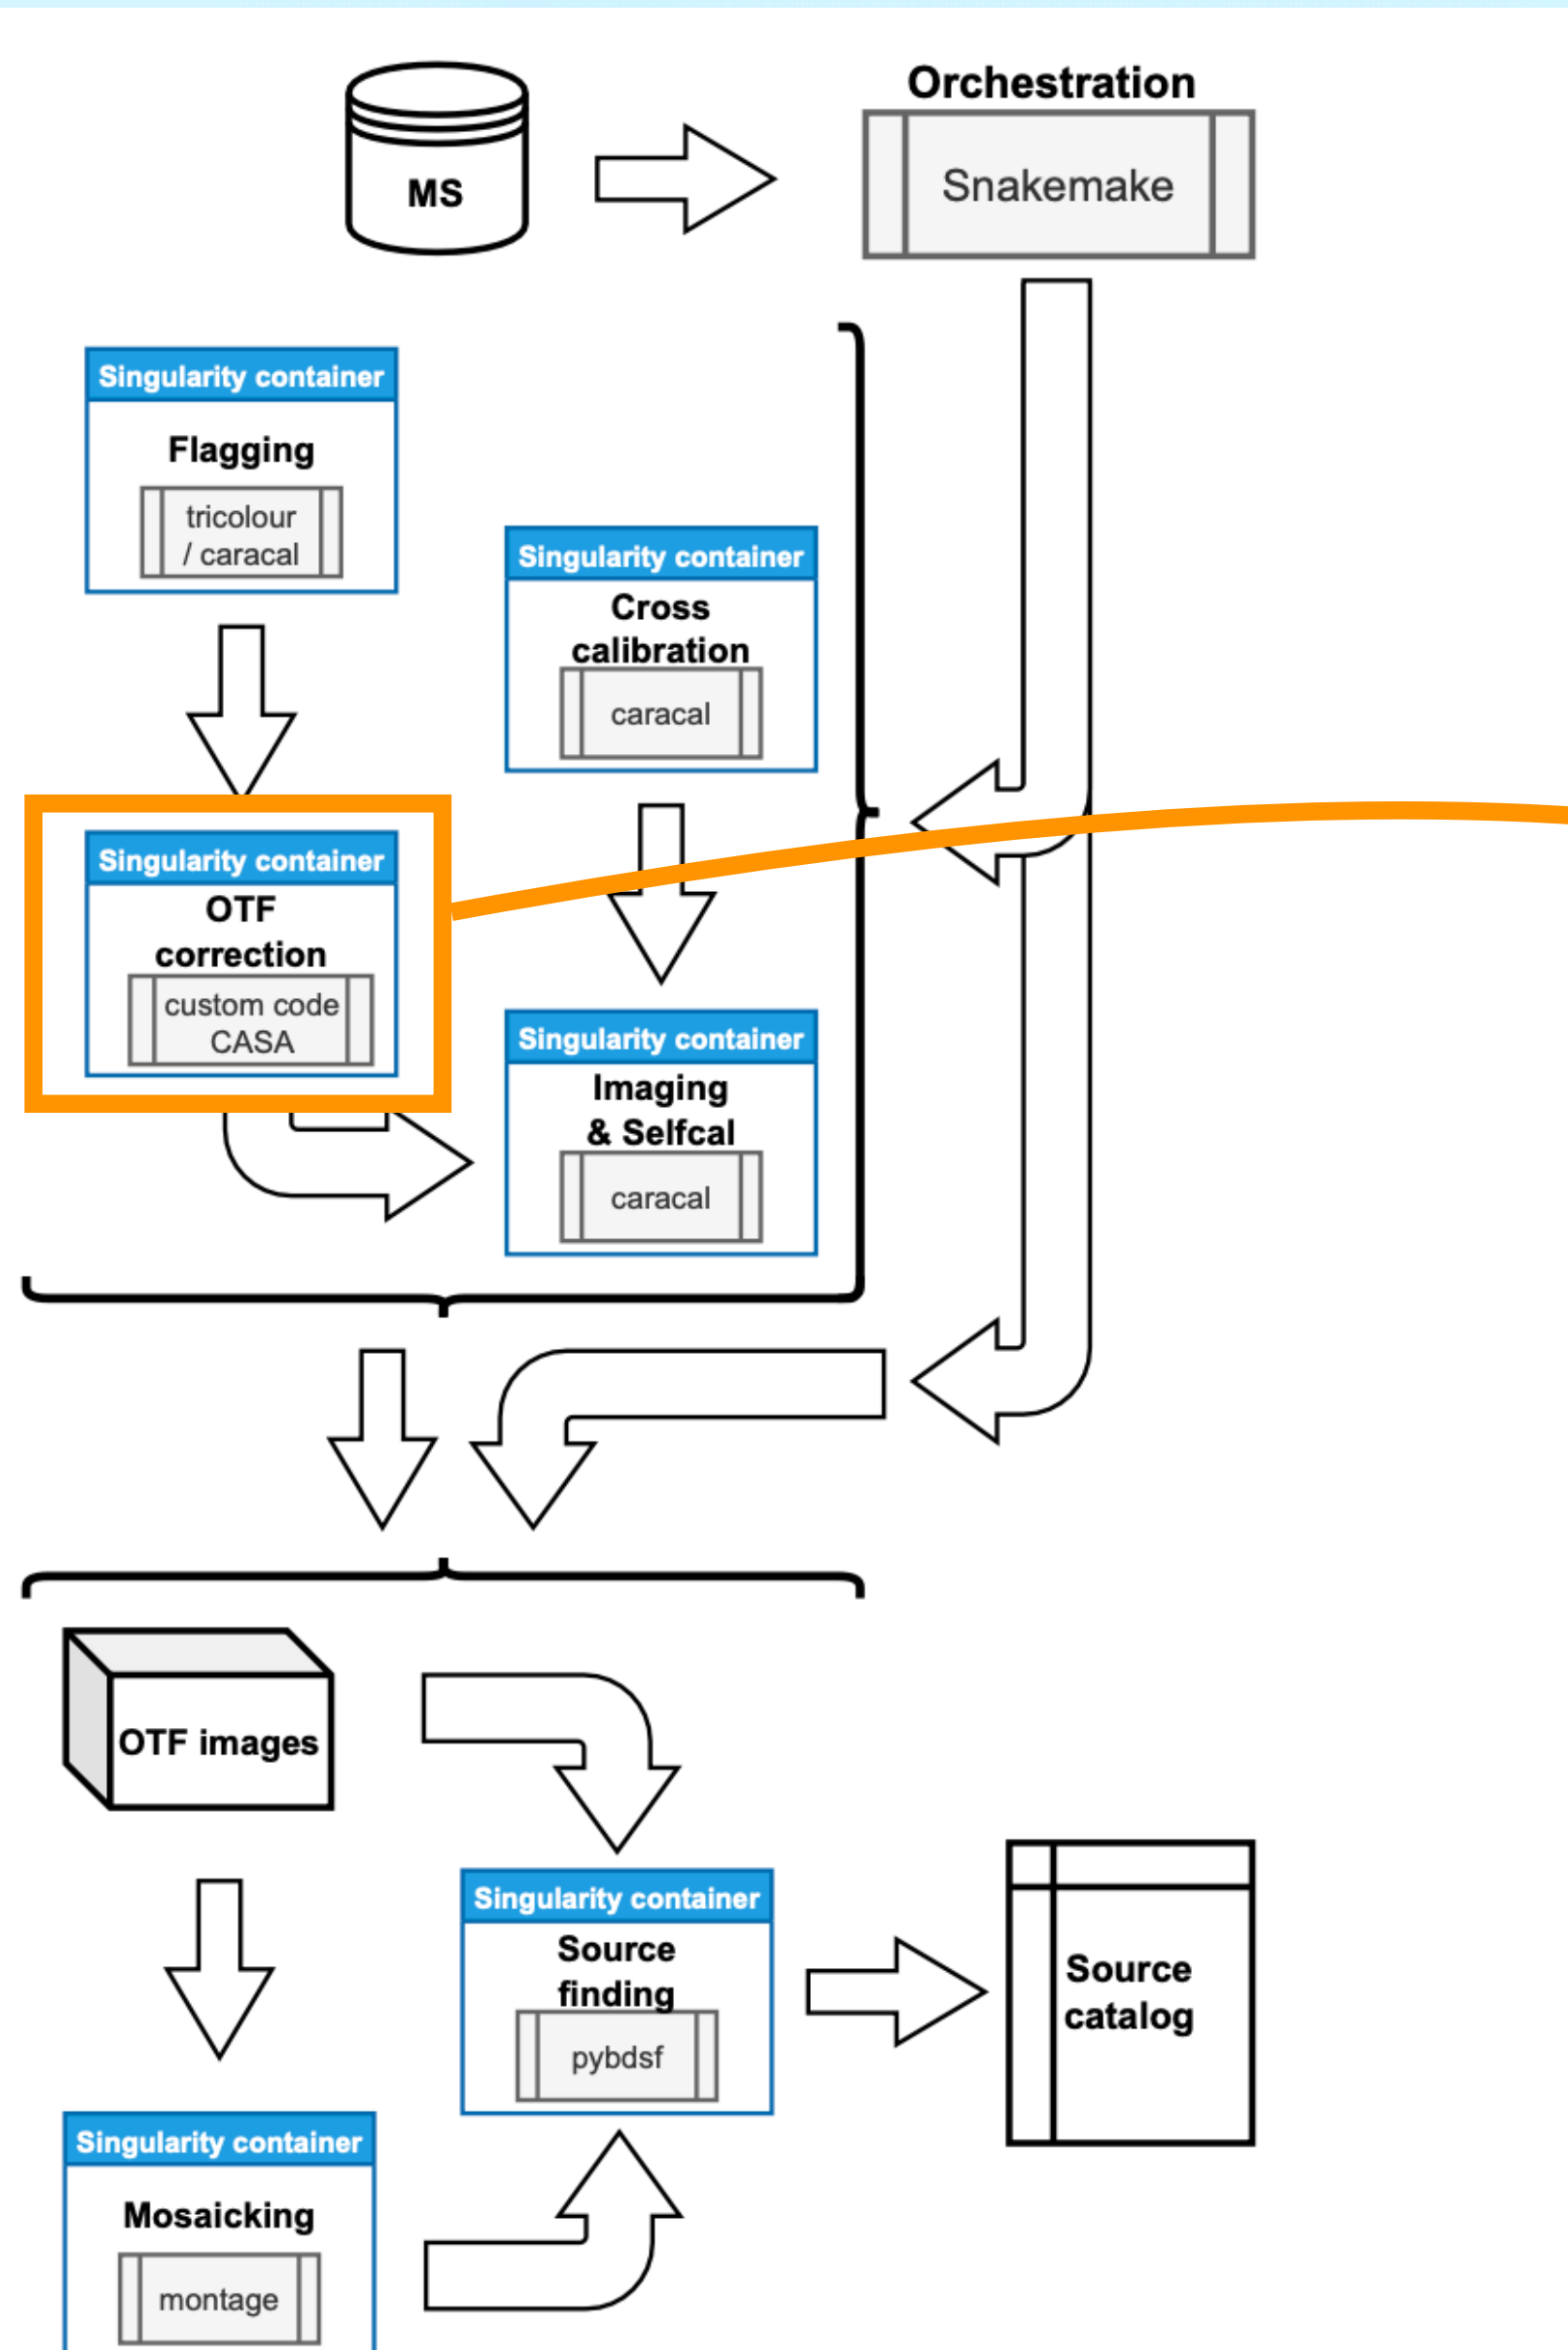 MS
Orchestration
Snakemake
Singularity container
Flagging
tricolour
/ caracal
Singularity container
Cross
calibration
caracal
Singularity container
OTF
correction
custom code
CASA
Singularity container
Imaging
& Selfcal
caracal
OTF images
Singularity container
Source
finding
pybdsf
Source
catalog
Singularity container
Mosaicking
montage